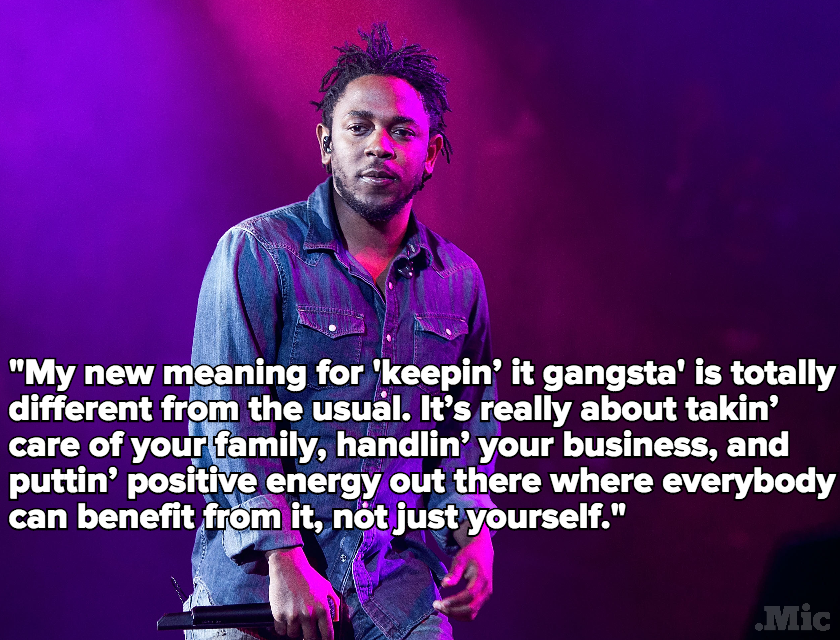 "My new meaning for 'keepin’ it gangsta' is totally
different from the usual. It’s really about takin’
care of your family, handlin’ your business, and
puttin’ positive energy out there where everybody
can benefit from it, not just yourself."
.Mic